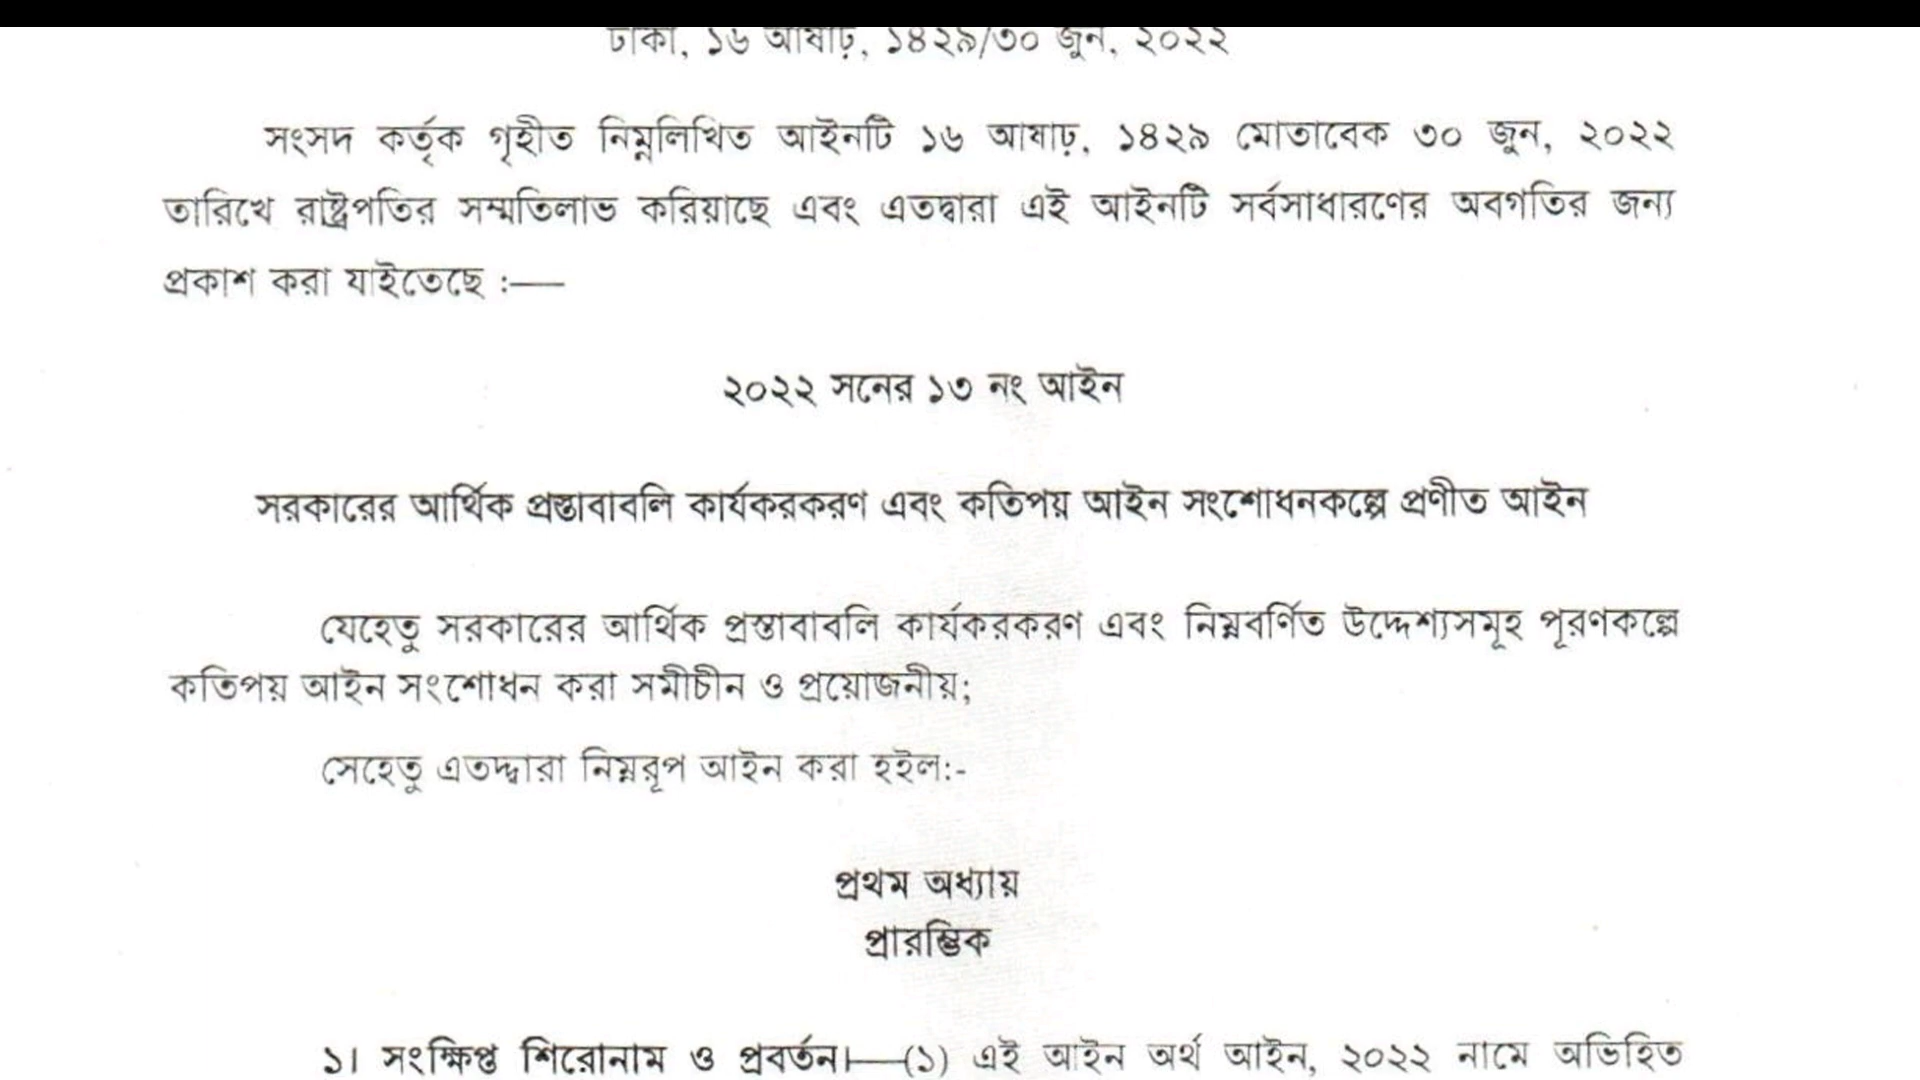 ঢাকা, ১৬ আষাঢ়, ১৪২৯/৩০ জুন, ২০২২
সংসদ কর্তৃক গৃহীত নিম্নলিখিত আইনটি ১৬ আষাঢ়, ১৪২৯ মোতাবেক ৩০ জুন, ২০২২
তারিখে রাষ্ট্রপতির সম্মতিলাভ করিয়াছে এবং এতদ্বারা এই আইনটি সর্বসাধারণের অবগতির জন্য
প্রকাশ করা যাইতেছে :—
২০২২ সনের ১৩ নং আইন
সরকারের আর্থিক প্রস্তাবাবলি কার্যকরকরণ এবং কতিপয় আইন সংশোধনকল্পে প্রণীত আইন
যেহেতু সরকারের আর্থিক প্রস্তাবাবলি কার্যকরকরণ এবং নিম্নবর্ণিত উদ্দেশ্যসমূহ পূরণকল্পে
কতিপয় আইন সংশোধন করা সমীচীন ও প্রয়োজনীয়;
সেহেতু এতদ্দ্বারা নিম্নরূপ আইন করা হইল:-
প্রথম অধ্যায়
প্রারম্ভিক
১। সংক্ষিপ্ত শিরোনাম ও প্রবর্তন।—(১) এই আইন অর্থ আইন, ২০২২ নামে অভিহিত